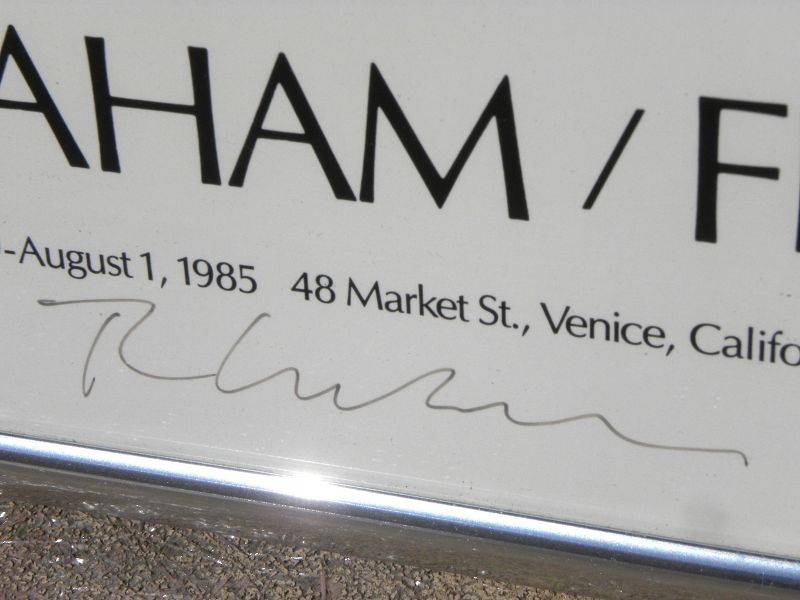 AHAM / F
-August 1, 1985 48 Market St., Venice, Califo